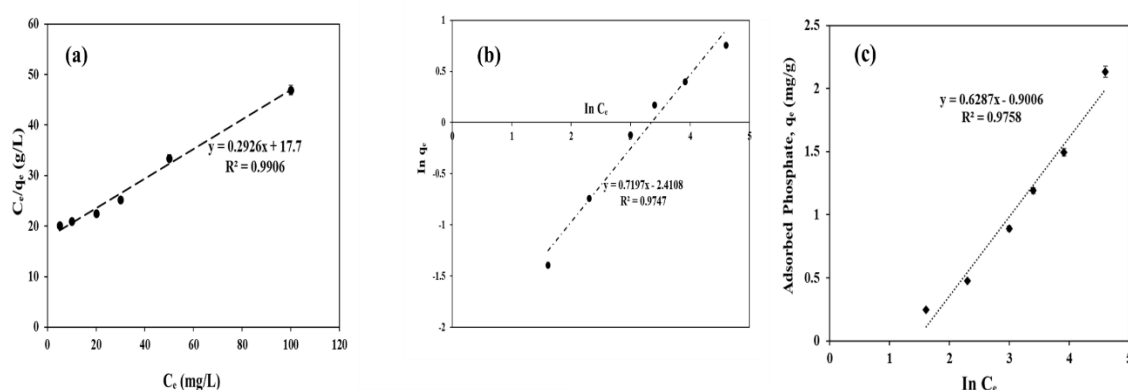 (a)
60
50
40
30
20
10
0
Cₑ/qₑ (g/L)
y = 0.2926x + 17.7
R² = 0.9906
0 20 40 60 80 100 120
Cₑ (mg/L)
(b)
1
0.5
0
-0.5
-1
-1.5
-2
In qₑ
In Cₑ
0 1 2 3 4 5
y = 0.7197x - 2.4108
R² = 0.9747
(c)
2.5
2
1.5
1
0.5
0
Adsorbed Phosphate, qₑ (mg/g)
y = 0.6287x - 0.9006
R² = 0.9758
0 1 2 3 4 5
In Cₑ